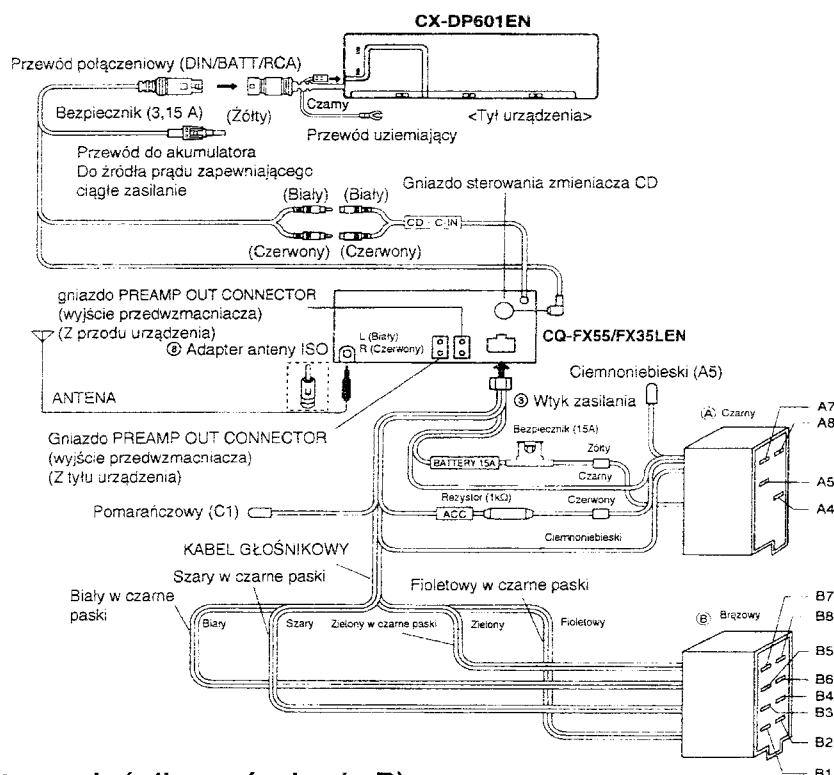 CX-DP601EN
Przewód połączeniowy (DIN/BATT/RCA)
Bezpiecznik (3,15 A)
(Żółty)
Czarny
<Tył urządzenia>
Przewód uziemiający
Przewód do akumulatora
Do źródła prądu zapewniającego
ciągłe zasilanie
Gniazdo sterowania zmieniacza CD
(Biały) (Biały)
CD · C-IN
(Czerwony) (Czerwony)
gniazdo PREAMP OUT CONNECTOR
(wyjście przedwzmacniacza)
(Z przodu urządzenia)
⑧ Adapter anteny ISO
L (Biały)
R (Czerwony)
CQ-FX55/FX35LEN
Ciemnoniebieski (A5)
ANTENA
③ Wtyk zasilania
Ⓐ Czarny
A7
A8
A5
A4
Gniazdo PREAMP OUT CONNECTOR
(wyjście przedwzmacniacza)
(Z tyłu urządzenia)
Bezpiecznik (15A)
BATTERY 15A
Żółty
Czarny
Pomarańczowy (C1)
Rezystor (1kΩ)
ACC
Czerwony
Ciemnoniebieski
KABEL GŁOŚNIKOWY
Szary w czarne paski
Fioletowy w czarne paski
Biały w czarne
paski
Biały
Szary
Zielony w czarne paski
Zielony
Fioletowy
Ⓑ Brązowy
B7
B8
B5
B6
B4
B3
B2
B1